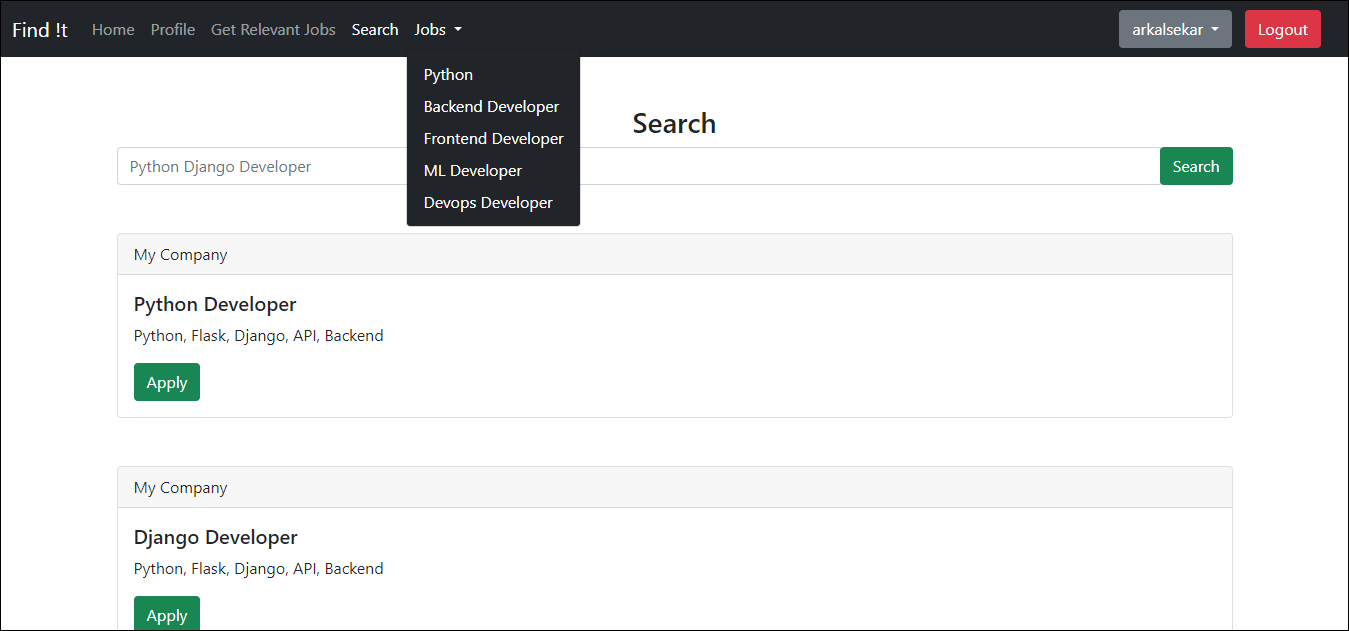 Find !t Home Profile Get Relevant Jobs Search Jobs arkalsekar Logout
Python
Backend Developer
Frontend Developer
ML Developer
Devops Developer
Search
Python Django Developer Search
My Company
Python Developer
Python, Flask, Django, API, Backend
Apply
My Company
Django Developer
Python, Flask, Django, API, Backend
Apply